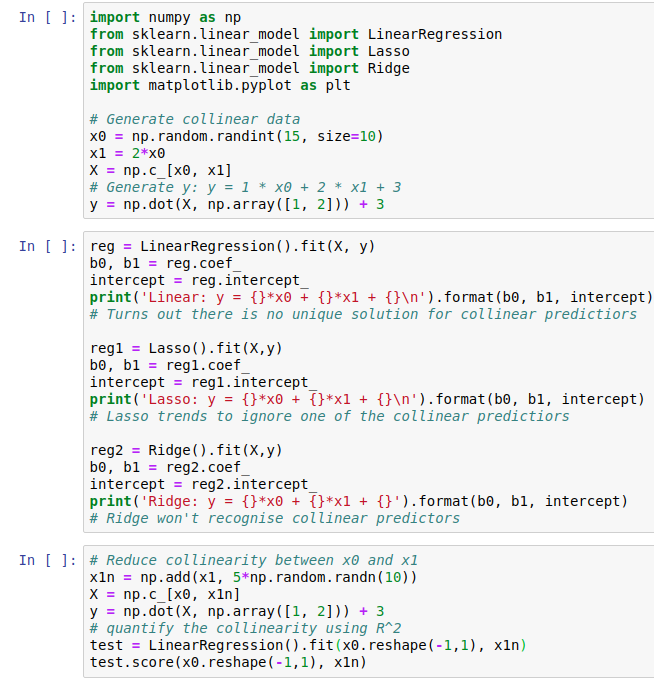 In [ ]: import numpy as np
from sklearn.linear_model import LinearRegression
from sklearn.linear_model import Lasso
from sklearn.linear_model import Ridge
import matplotlib.pyplot as plt

# Generate collinear data
x0 = np.random.randint(15, size=10)
x1 = 2*x0
X = np.c_[x0, x1]
# Generate y: y = 1 * x0 + 2 * x1 + 3
y = np.dot(X, np.array([1, 2])) + 3

In [ ]: reg = LinearRegression().fit(X, y)
b0, b1 = reg.coef_
intercept = reg.intercept_
print('Linear: y = {}*x0 + {}*x1 + {}\n').format(b0, b1, intercept)
# Turns out there is no unique solution for collinear predictiors

reg1 = Lasso().fit(X,y)
b0, b1 = reg1.coef_
intercept = reg1.intercept_
print('Lasso: y = {}*x0 + {}*x1 + {}\n').format(b0, b1, intercept)
# Lasso trends to ignore one of the collinear predictiors

reg2 = Ridge().fit(X,y)
b0, b1 = reg2.coef_
intercept = reg2.intercept_
print('Ridge: y = {}*x0 + {}*x1 + {}').format(b0, b1, intercept)
# Ridge won't recognise collinear predictors

In [ ]: # Reduce collinearity between x0 and x1
x1n = np.add(x1, 5*np.random.randn(10))
X = np.c_[x0, x1n]
y = np.dot(X, np.array([1, 2])) + 3
# quantify the collinearity using R^2
test = LinearRegression().fit(x0.reshape(-1,1), x1n)
test.score(x0.reshape(-1,1), x1n)